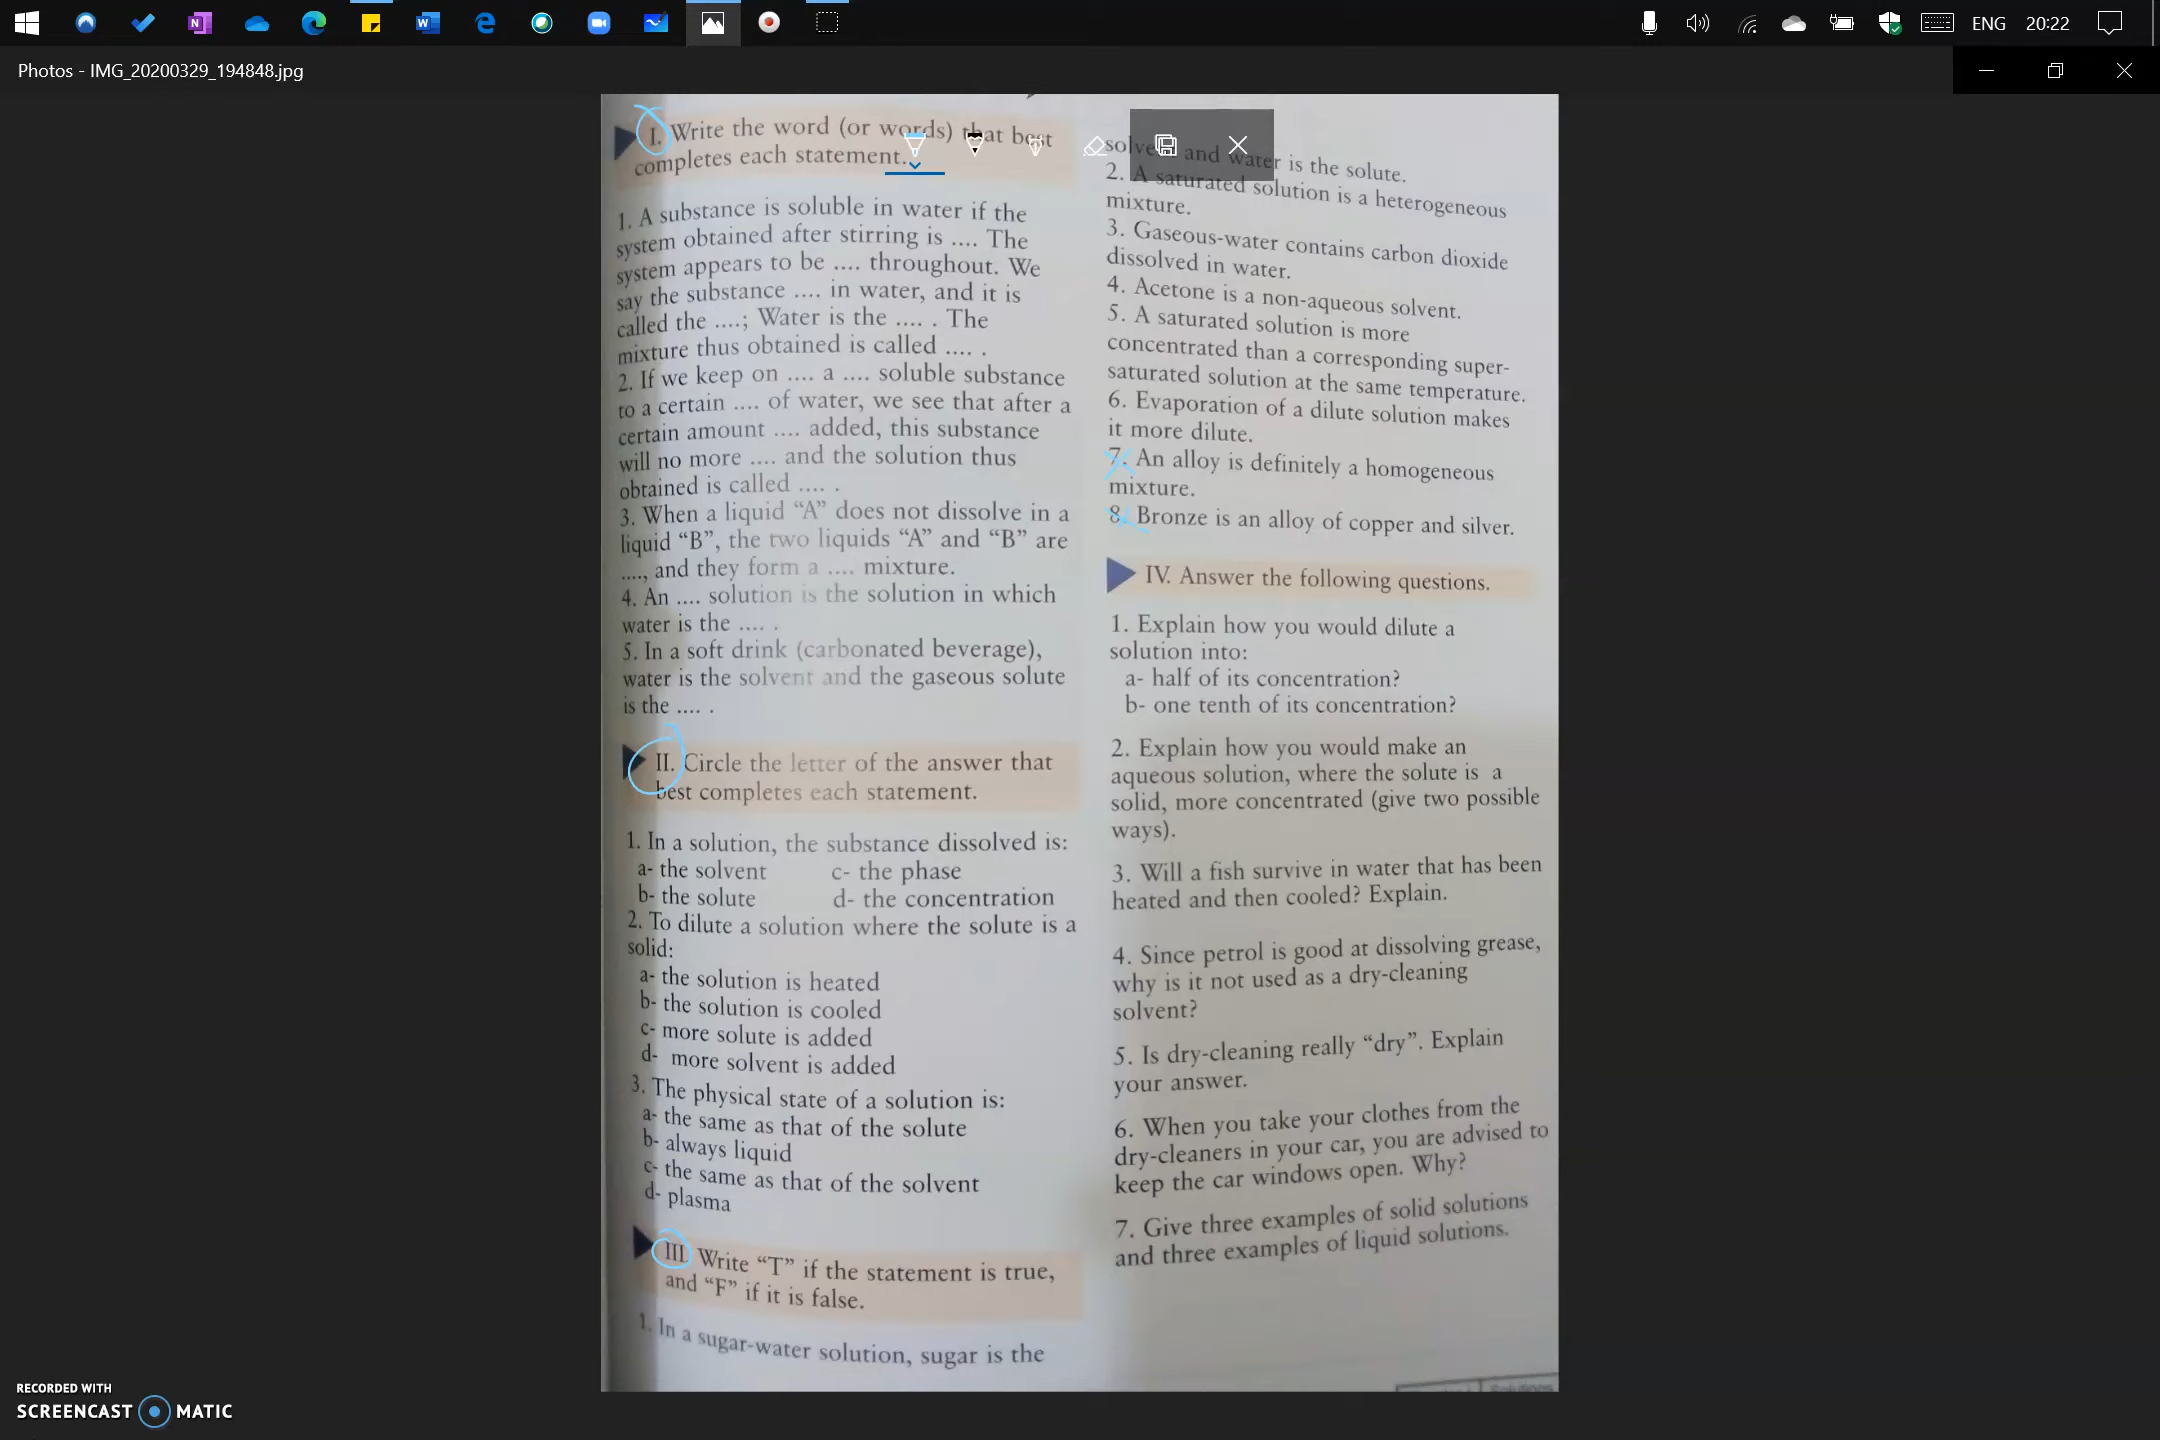 ENG 20:22
Photos - IMG_20200329_194848.jpg
I. Write the word (or words) that best
completes each statement.
1. A substance is soluble in water if the
system obtained after stirring is .... The
system appears to be .... throughout. We
say the substance .... in water, and it is
called the ....; Water is the .... . The
mixture thus obtained is called .... .
2. If we keep on .... a .... soluble substance
to a certain .... of water, we see that after a
certain amount .... added, this substance
will no more .... and the solution thus
obtained is called .... .
3. When a liquid “A” does not dissolve in a
liquid “B”, the two liquids “A” and “B” are
...., and they form a .... mixture.
4. An .... solution is the solution in which
water is the .... .
5. In a soft drink (carbonated beverage),
water is the solvent and the gaseous solute
is the .... .
II. Circle the letter of the answer that
best completes each statement.
1. In a solution, the substance dissolved is:
a- the solvent c- the phase
b- the solute d- the concentration
2. To dilute a solution where the solute is a
solid:
a- the solution is heated
b- the solution is cooled
c- more solute is added
d- more solvent is added
3. The physical state of a solution is:
a- the same as that of the solute
b- always liquid
c- the same as that of the solvent
d- plasma
III. Write “T” if the statement is true,
and “F” if it is false.
1. In a sugar-water solution, sugar is the
solvent and water is the solute.
2. A saturated solution is a heterogeneous
mixture.
3. Gaseous-water contains carbon dioxide
dissolved in water.
4. Acetone is a non-aqueous solvent.
5. A saturated solution is more
concentrated than a corresponding super-
saturated solution at the same temperature.
6. Evaporation of a dilute solution makes
it more dilute.
7. An alloy is definitely a homogeneous
mixture.
8. Bronze is an alloy of copper and silver.
IV. Answer the following questions.
1. Explain how you would dilute a
solution into:
a- half of its concentration?
b- one tenth of its concentration?
2. Explain how you would make an
aqueous solution, where the solute is a
solid, more concentrated (give two possible
ways).
3. Will a fish survive in water that has been
heated and then cooled? Explain.
4. Since petrol is good at dissolving grease,
why is it not used as a dry-cleaning
solvent?
5. Is dry-cleaning really “dry”. Explain
your answer.
6. When you take your clothes from the
dry-cleaners in your car, you are advised to
keep the car windows open. Why?
7. Give three examples of solid solutions
and three examples of liquid solutions.
RECORDED WITH
SCREENCAST MATIC